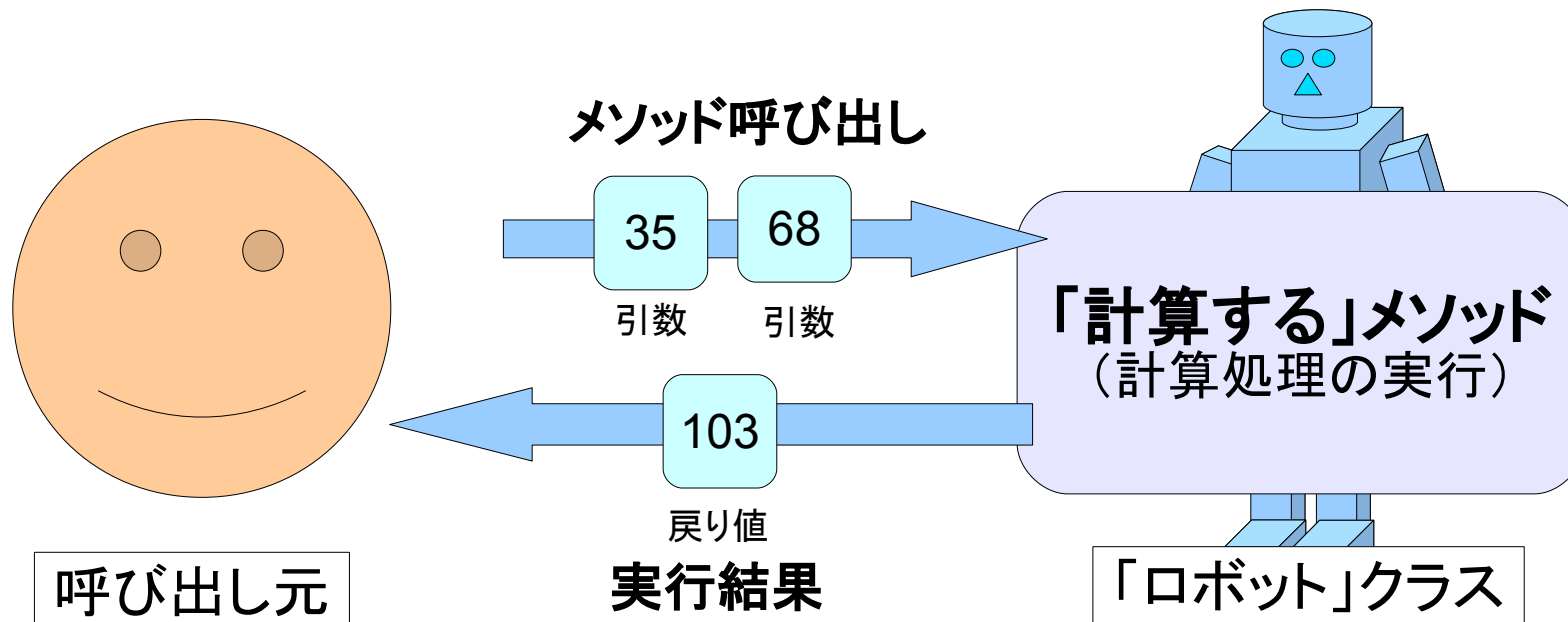 メソッド呼び出し
35
68
引数
引数
「計算する」メソッド
（計算処理の実行）
103
戻り値
実行結果
呼び出し元
「ロボット」クラス